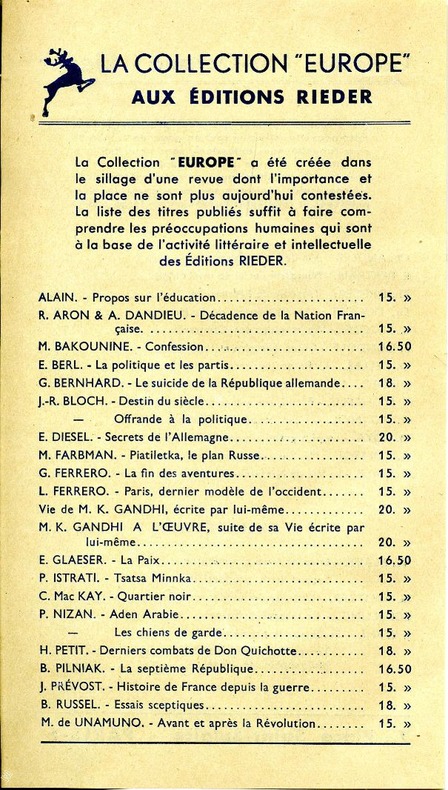 LA COLLECTION "EUROPE"
AUX ÉDITIONS RIEDER
La Collection "EUROPE" a été créée dans
le sillage d'une revue dont l'importance et
la place ne sont plus aujourd'hui contestées.
La liste des titres publiés suffit à faire com-
prendre les préoccupations humaines qui sont
à la base de l'activité littéraire et intellectuelle
des Éditions RIEDER.
ALAIN. - Propos sur l'éducation........................ 15. »
R. ARON & A. DANDIEU. - Décadence de la Nation Fran-
çaise. .................................... 15. »
M. BAKOUNINE. - Confession........................... 16.50
E. BERL. - La politique et les partis...................... 15. »
G. BERNHARD. - Le suicide de la République allemande.... 18. »
J.-R. BLOCH. - Destin du siècle.......................... 15. »
— Offrande à la politique.................... 15. »
E. DIESEL. - Secrets de l'Allemagne...................... 20. »
M. FARBMAN. - Piatiletka, le plan Russe.................. 15. »
G. FERRERO. - La fin des aventures...................... 15. »
L. FERRERO. - Paris, dernier modèle de l'occident......... 15. »
Vie de M. K. GANDHI, écrite par lui-même............... 20. »
M. K. GANDHI A L'ŒUVRE, suite de sa Vie écrite par
lui-même.................................... 20. »
E. GLAESER. - La Paix................................. 16.50
P. ISTRATI. - Tsatsa Minnka............................ 15. »
C. Mac KAY. - Quartier noir............................ 15. »
P. NIZAN. - Aden Arabie.............................. 15. »
— Les chiens de garde........................ 15. »
H. PETIT. - Derniers combats de Don Quichotte........... 18. »
B. PILNIAK. - La septième République................... 16.50
J. PRÉVOST. - Histoire de France depuis la guerre......... 15. »
B. RUSSEL. - Essais sceptiques.......................... 18. »
M. de UNAMUNO. - Avant et après la Révolution......... 15. »